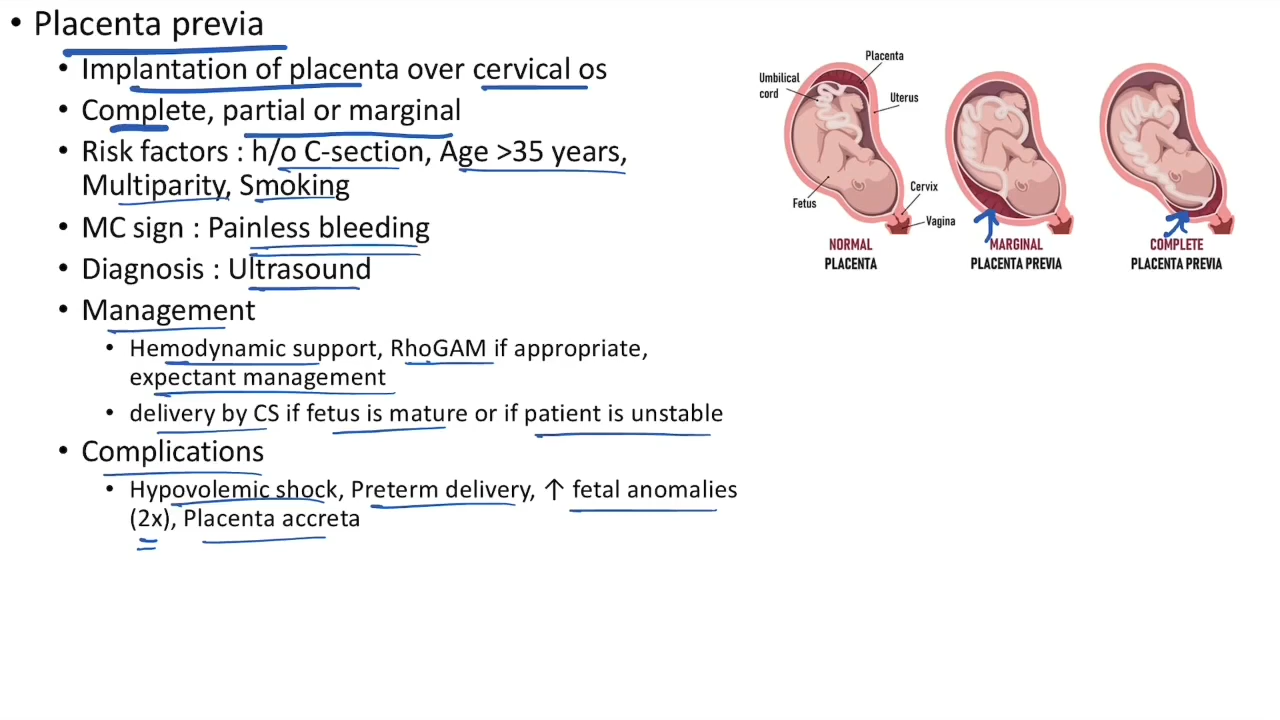 • Placenta previa
• Implantation of placenta over cervical os
• Complete, partial or marginal
• Risk factors : h/o C-section, Age >35 years,
Multiparity, Smoking
• MC sign : Painless bleeding
• Diagnosis : Ultrasound
• Management
• Hemodynamic support, RhoGAM if appropriate,
expectant management
• delivery by CS if fetus is mature or if patient is unstable
• Complications
• Hypovolemic shock, Preterm delivery, ↑ fetal anomalies
(2x), Placenta accreta
Placenta
Umbilical
cord
Uterus
Fetus
Cervix
Vagina
NORMAL
PLACENTA
MARGINAL
PLACENTA PREVIA
COMPLETE
PLACENTA PREVIA